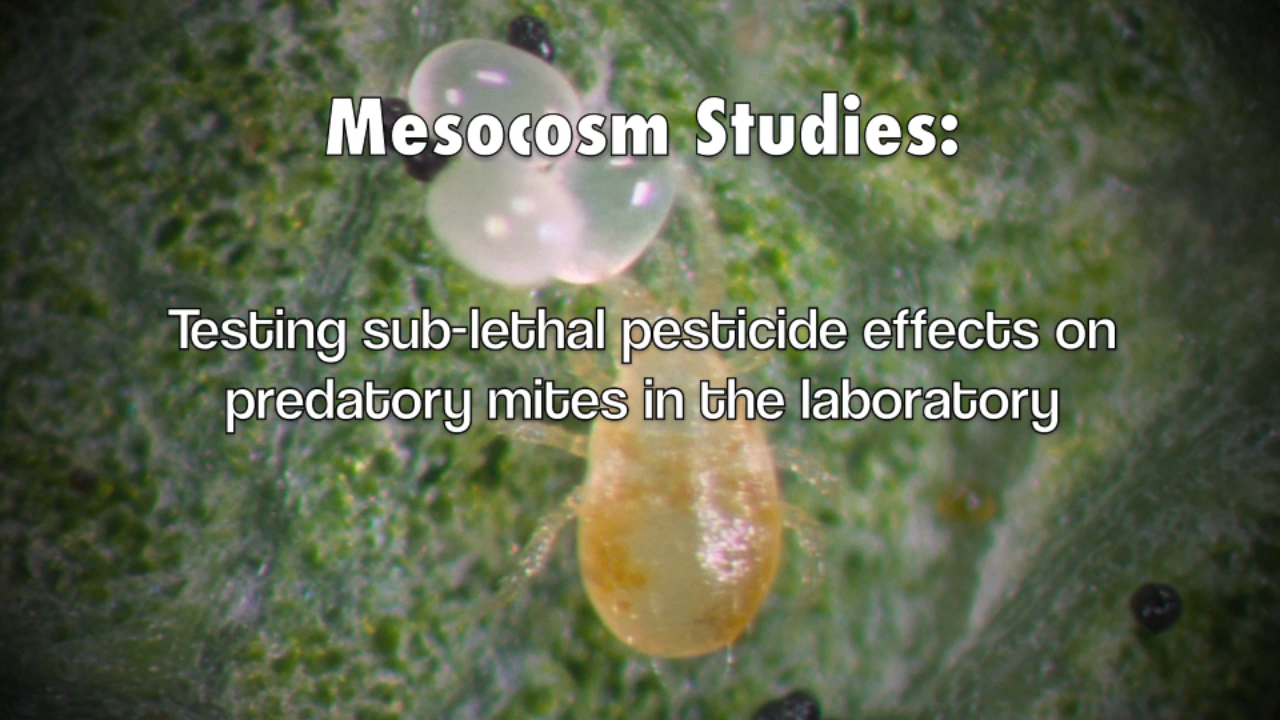 Mesocosm Studies:
Testing sub-lethal pesticide effects on
predatory mites in the laboratory